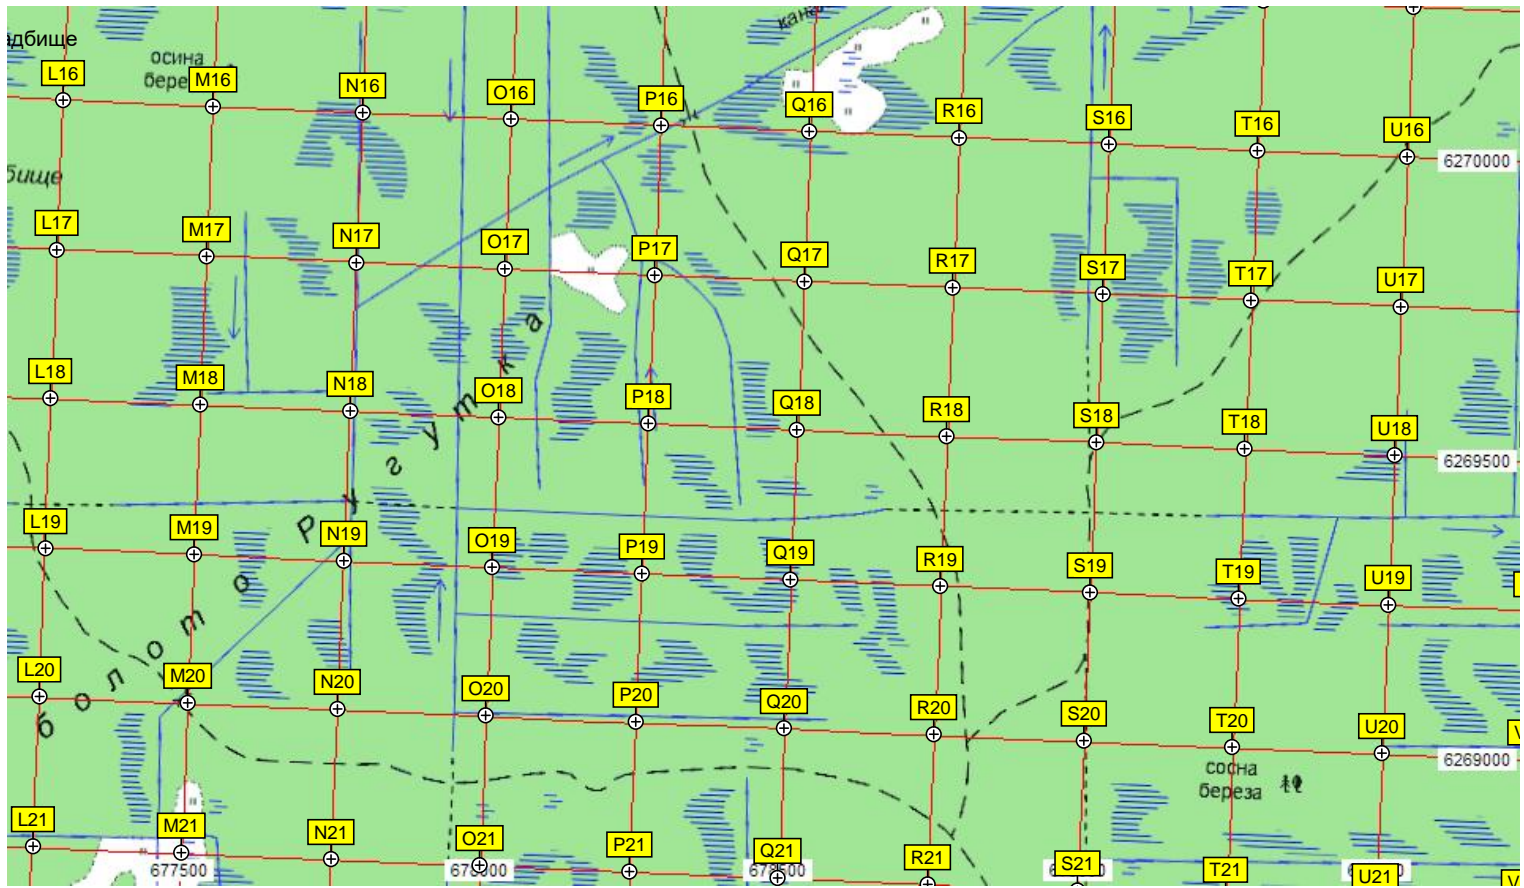 кана
адбище
осина
бере
L16 M16 N16 O16 P16 Q16 R16 S16 T16 U16
6270000
бище
L17 M17 N17 O17 P17 Q17 R17 S17 T17 U17
L18 M18 N18 O18 P18 Q18 R18 S18 T18 U18
6269500
болото Ругутка
L19 M19 N19 O19 P19 Q19 R19 S19 T19 U19
L20 M20 N20 O20 P20 Q20 R20 S20 T20 U20
V
6269000
сосна
береза
L21 M21 N21 O21 P21 Q21 R21 S21 T21 U21
V
677500